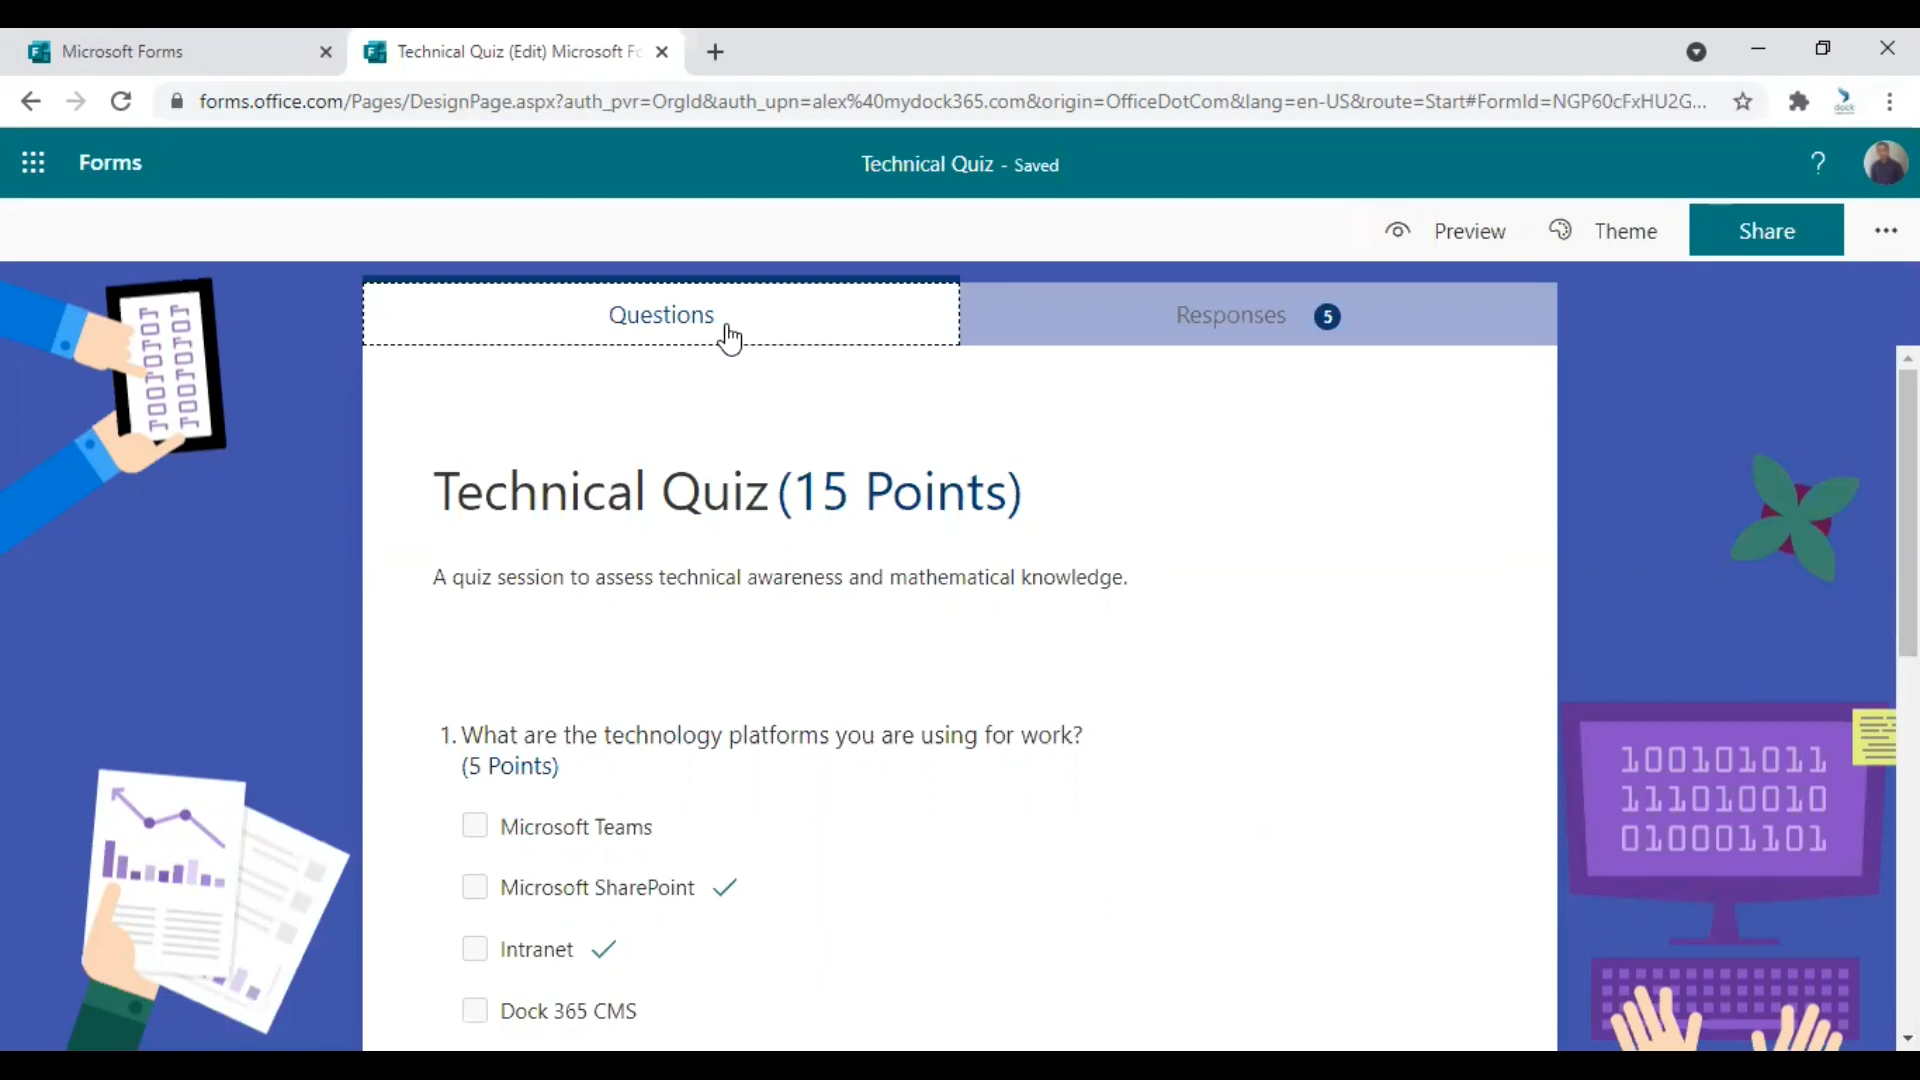 Microsoft Forms
Technical Quiz (Edit) Microsoft Fo
forms.office.com/Pages/DesignPage.aspx?auth_pvr=OrgId&auth_upn=alex%40mydock365.com&origin=OfficeDotCom&lang=en-US&route=Start#FormId=NGP60cFxHU2G...
dock
Forms
Technical Quiz - Saved
?
Preview
Theme
Share
Questions
Responses 5
Technical Quiz (15 Points)
A quiz session to assess technical awareness and mathematical knowledge.
1. What are the technology platforms you are using for work?
(5 Points)
Microsoft Teams
Microsoft SharePoint
Intranet
Dock 365 CMS
100101011
111010010
010001101